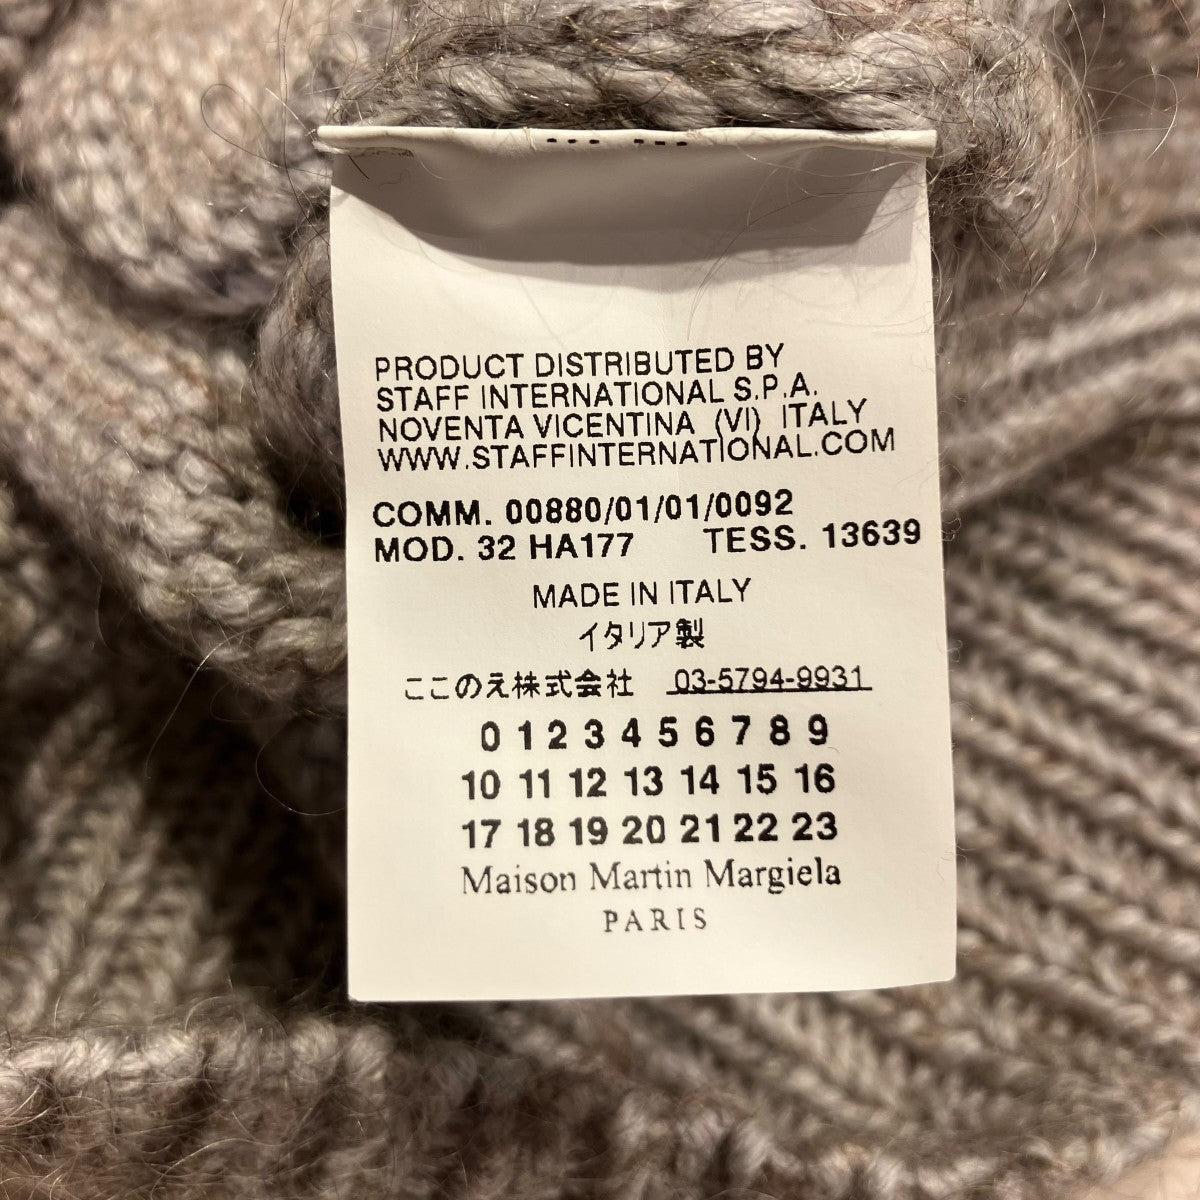 PRODUCT DISTRIBUTED BY
STAFF INTERNATIONAL S.P.A.
NOVENTA VICENTINA (VI) ITALY
WWW.STAFFINTERNATIONAL.COM
COMM. 00880/01/01/0092
MOD. 32 HA177 TESS. 13639
MADE IN ITALY
イタリア製
ここのえ株式会社 03-5794-9931
0 1 2 3 4 5 6 7 8 9
10 11 12 13 14 15 16
17 18 19 20 21 22 23
Maison Martin Margiela
PARIS